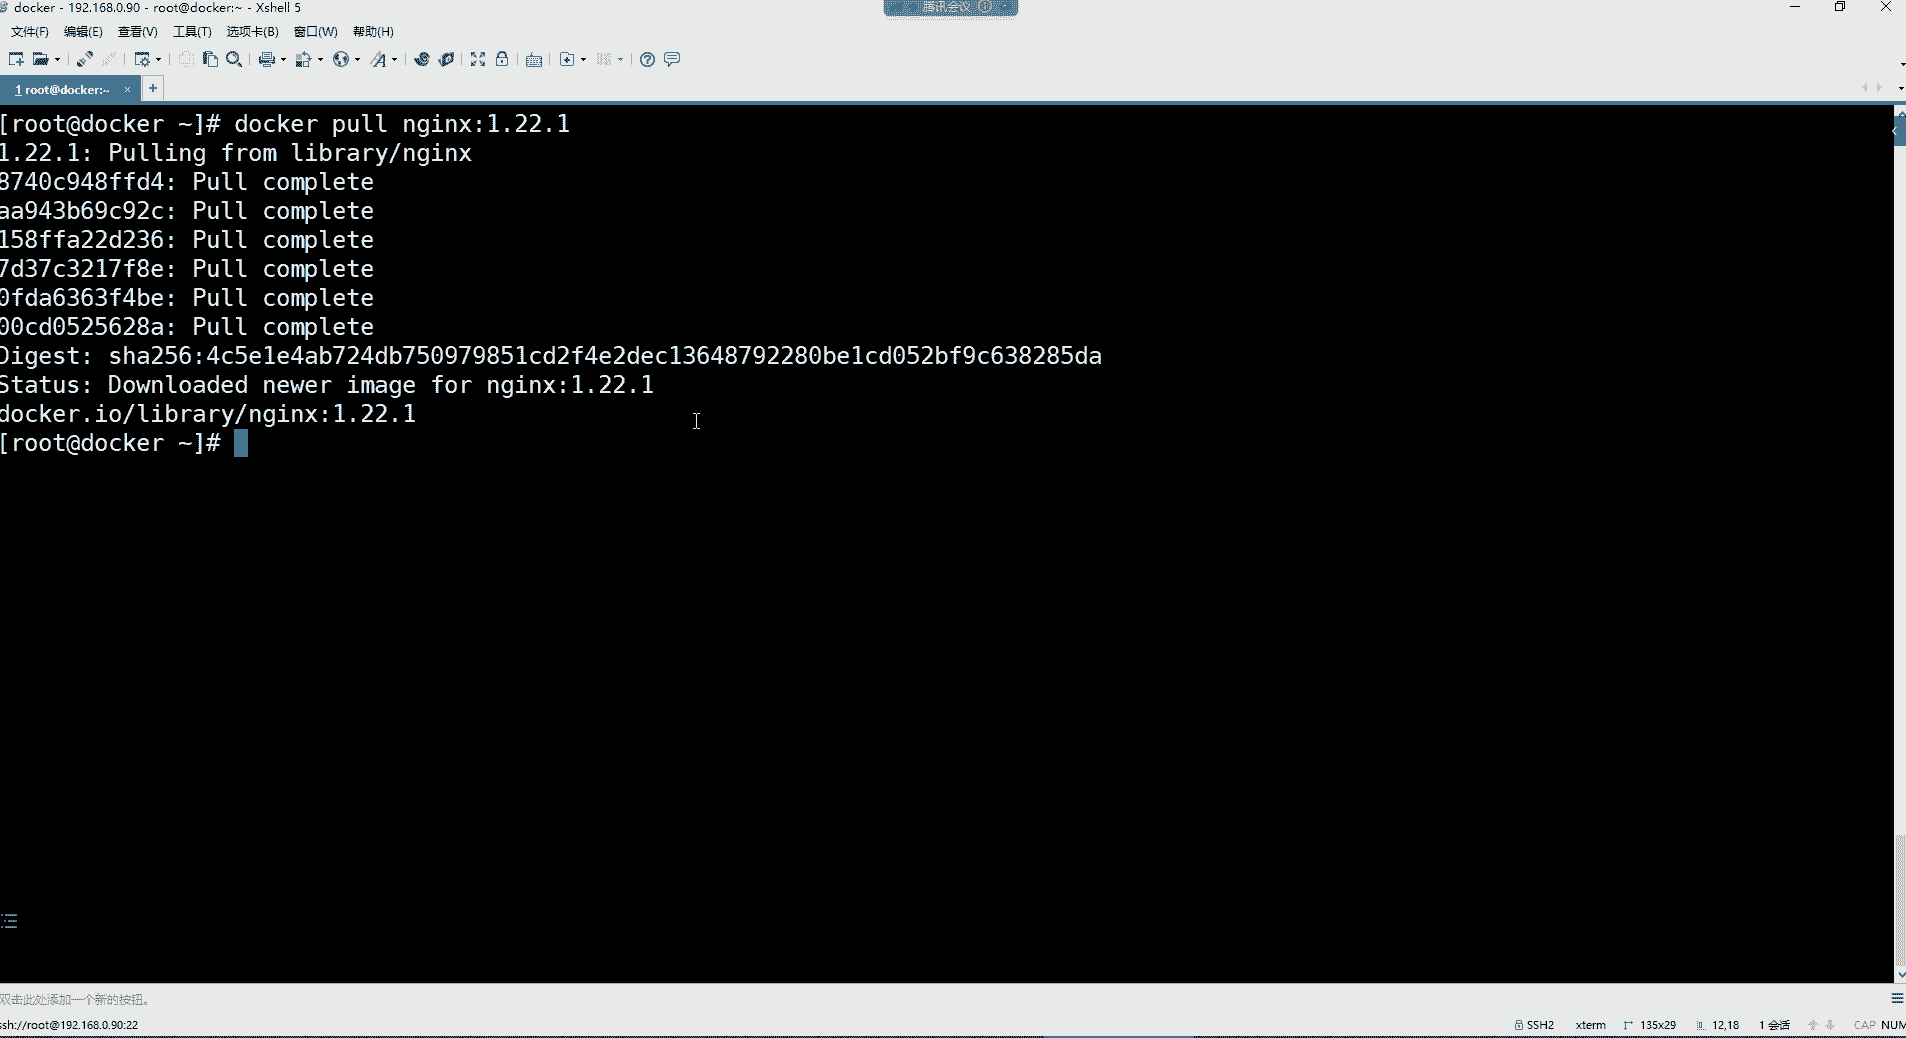 docker - 192.168.0.90 - root@docker:~ - Xshell 5
腾讯会议
文件(F) 编辑(E) 查看(V) 工具(T) 选项卡(B) 窗口(W) 帮助(H)
1 root@docker:~ × +
[root@docker ~]# docker pull nginx:1.22.1
1.22.1: Pulling from library/nginx
8740c948ffd4: Pull complete
aa943b69c92c: Pull complete
158ffa22d236: Pull complete
7d37c3217f8e: Pull complete
0fda6363f4be: Pull complete
00cd0525628a: Pull complete
Digest: sha256:4c5e1e4ab724db750979851cd2f4e2dec13648792280be1cd052bf9c638285da
Status: Downloaded newer image for nginx:1.22.1
docker.io/library/nginx:1.22.1
[root@docker ~]#
双击此处添加一个新的按钮。
ssh://root@192.168.0.90:22 SSH2 xterm 135x29 12,18 1 会话 CAP NUM